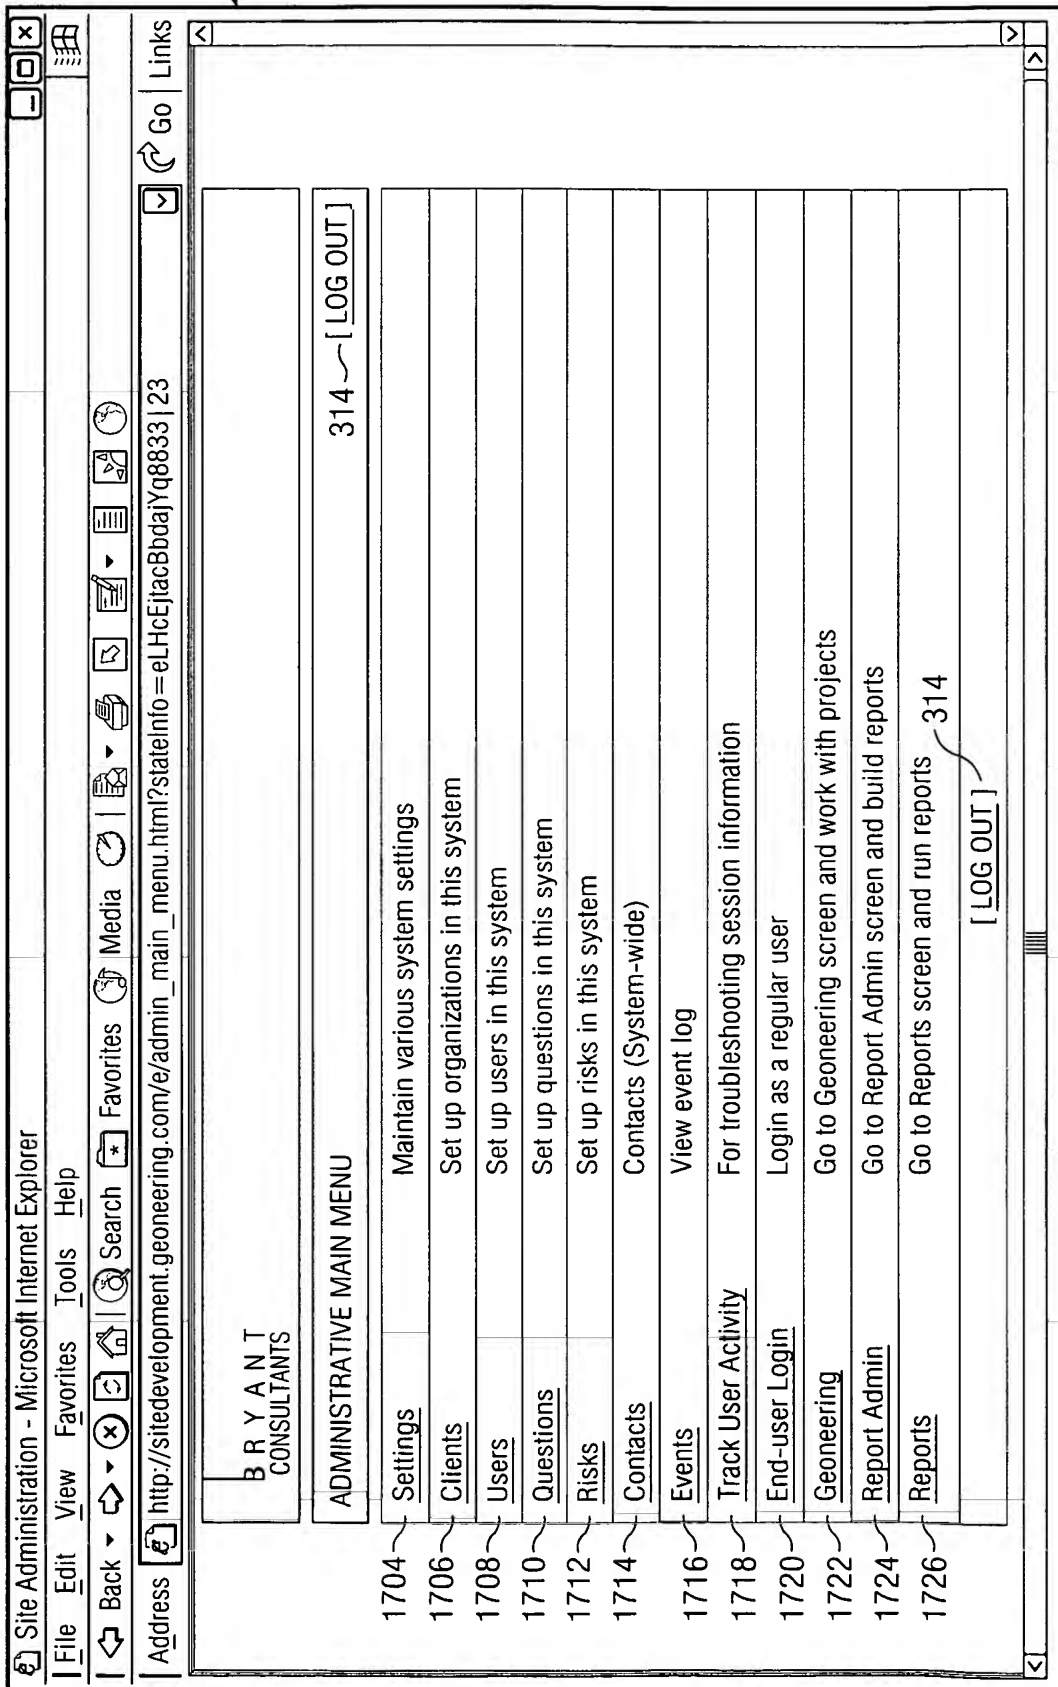 Site Administration - Microsoft Internet Explorer
File Edit View Favorites Tools Help
Back Search Favorites Media
Address http://sitedevelopment.geoneering.com/e/admin_main_menu.html?stateInfo=eLHcEjtacBbdajYq8833|23 Go Links
B R Y A N T
CONSULTANTS
ADMINISTRATIVE MAIN MENU 314 [LOG OUT]
1704 Settings Maintain various system settings
1706 Clients Set up organizations in this system
1708 Users Set up users in this system
1710 Questions Set up questions in this system
1712 Risks Set up risks in this system
1714 Contacts Contacts (System-wide)
1716 Events View event log
1718 Track User Activity For troubleshooting session information
1720 End-user Login Login as a regular user
1722 Geoneering Go to Geoneering screen and work with projects
1724 Report Admin Go to Report Admin screen and build reports
1726 Reports Go to Reports screen and run reports 314
[LOG OUT]